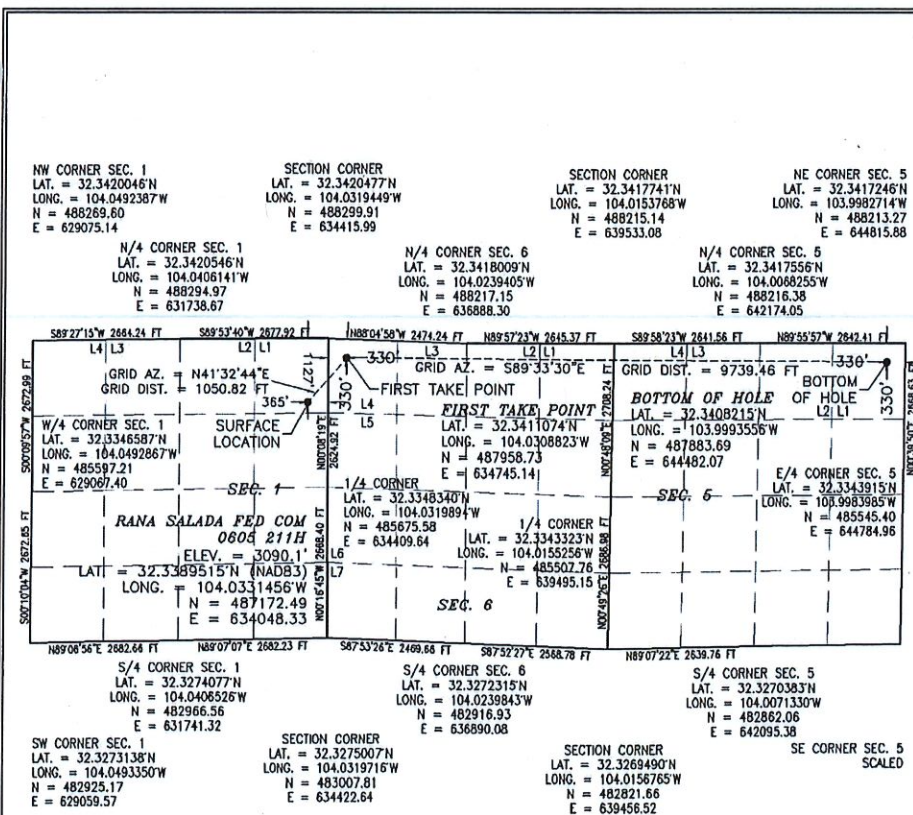 NW CORNER SEC. 1
LAT. = 32.3420046'N
LONG. = 104.0492387'W
N = 488269.60
E = 629075.14
SECTION CORNER
LAT. = 32.3420477'N
LONG. = 104.0319449'W
N = 488299.91
E = 634415.99
SECTION CORNER
LAT. = 32.3417741'N
LONG. = 104.0153768'W
N = 488215.14
E = 639533.08
NE CORNER SEC. 5
LAT. = 32.3417246'N
LONG. = 103.9982714'W
N = 488213.27
E = 644815.88
N/4 CORNER SEC. 1
LAT. = 32.3420546'N
LONG. = 104.0406141'W
N = 488294.97
E = 631738.67
N/4 CORNER SEC. 6
LAT. = 32.3418009'N
LONG. = 104.0239405'W
N = 488217.15
E = 636888.30
N/4 CORNER SEC. 5
LAT. = 32.3417556'N
LONG. = 104.0068255'W
N = 488216.38
E = 642174.05
S89'27'15"W 2664.24 FT
S89'53'40"W 2677.92 FT
N88'04'58"W 2474.24 FT
N89'57'23"W 2645.37 FT
S89'58'23"W 2641.56 FT
N89'55'57"W 2642.41 FT
L4 L3
L2 L1
L3
L2 L1
L4 L3
L2 L1
S00'09'57"W 2672.99 FT
GRID AZ. = N41'32'44"E
GRID DIST. = 1050.82 FT
1127'
330'
330'
FIRST TAKE POINT
365'
SURFACE
LOCATION
L4
L5
N00'08'19"E
2624.92 FT
GRID AZ. = S89'33'30"E
GRID DIST. = 9739.46 FT
330'
330'
BOTTOM
OF HOLE
N00'48'09"E 2708.24 FT
N00'39'50"E 2668.63 FT
FIRST TAKE POINT
LAT. = 32.3411074'N
LONG. = 104.0308823'W
N = 487958.73
E = 634745.14
BOTTOM OF HOLE
LAT. = 32.3408215'N
LONG. = 103.9993556'W
N = 487883.69
E = 644482.07
W/4 CORNER SEC. 1
LAT. = 32.3346587'N
LONG. = 104.0492867'W
N = 485597.21
E = 629067.40
SEC. 1
1/4 CORNER
LAT. = 32.3348340'N
LONG. = 104.0319894'W
N = 485675.58
E = 634409.64
1/4 CORNER
LAT. = 32.3343323'N
LONG. = 104.0155256'W
N = 485507.76
E = 639495.15
SEC. 5
E/4 CORNER SEC. 5
LAT. = 32.3343915'N
LONG. = 103.9983985'W
N = 485545.40
E = 644784.96
RANA SALADA FED COM
0605 211H
ELEV. = 3090.1'
LAT. = 32.3389515'N (NAD83)
LONG. = 104.0331456'W
N = 487172.49
E = 634048.33
S00'10'04"W 2672.85 FT
N00'16'45"W 2668.40 FT
L6
L7
SEC. 6
N00'49'26"E 2686.98 FT
N89'08'56"E 2682.66 FT
N89'07'07"E 2682.23 FT
S87'53'26"E 2469.66 FT
S87'52'27"E 2568.78 FT
N89'07'22"E 2639.76 FT
S/4 CORNER SEC. 1
LAT. = 32.3274077'N
LONG. = 104.0406526'W
N = 482966.56
E = 631741.32
S/4 CORNER SEC. 6
LAT. = 32.3272315'N
LONG. = 104.0239843'W
N = 482916.93
E = 636890.08
S/4 CORNER SEC. 5
LAT. = 32.3270383'N
LONG. = 104.0071330'W
N = 482862.06
E = 642095.38
SW CORNER SEC. 1
LAT. = 32.3273138'N
LONG. = 104.0493350'W
N = 482925.17
E = 629059.57
SECTION CORNER
LAT. = 32.3275007'N
LONG. = 104.0319716'W
N = 483007.81
E = 634422.64
SECTION CORNER
LAT. = 32.3269490'N
LONG. = 104.0156765'W
N = 482821.66
E = 639456.52
SE CORNER SEC. 5
SCALED